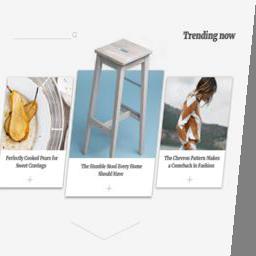 Trending now
Perfectly Cooked Pears for
Sweet Cravings
The Humble Stool Every Home
Should Have
The Chevron Pattern Makes
a Comeback in Fashion